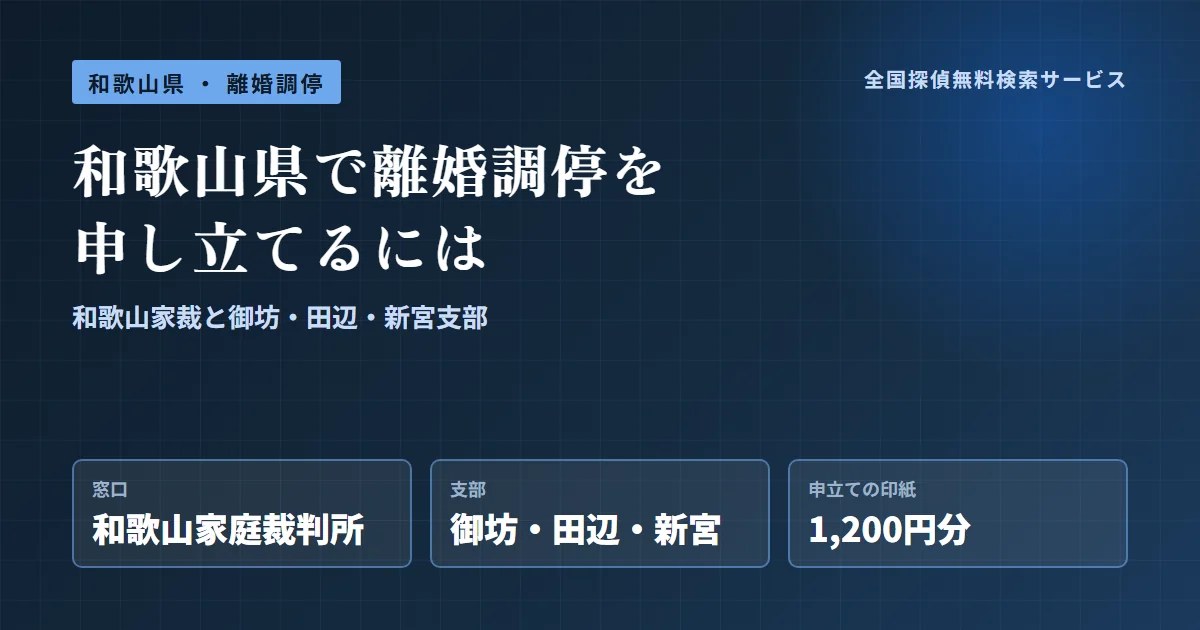 和歌山県 ・ 離婚調停
全国探偵無料検索サービス
和歌山県で離婚調停を
申し立てるには
和歌山家裁と御坊・田辺・新宮支部
窓口
和歌山家庭裁判所
支部
御坊・田辺・新宮
申立ての印紙
1,200円分